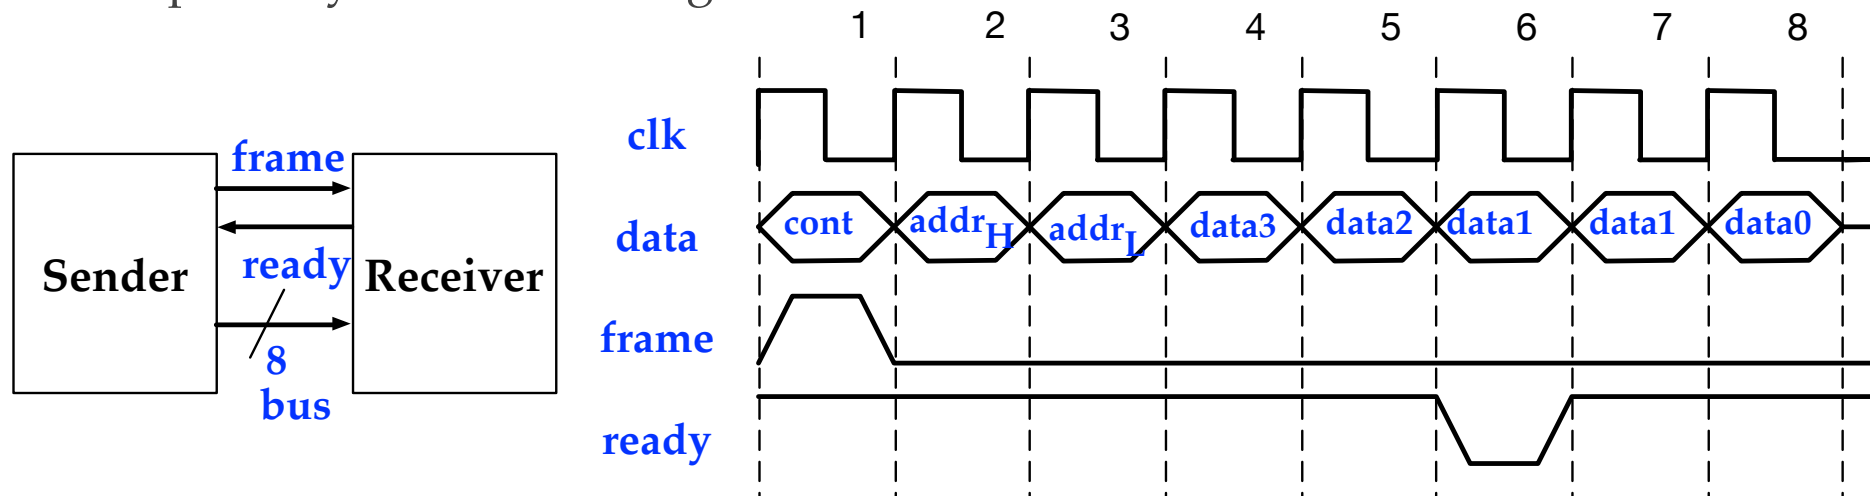 1 2 3 4 5 6 7 8
clk
frame
cont addrH addrL data3 data2 data1 data1 data0
data
ready
Sender
Receiver
8
bus
frame
ready